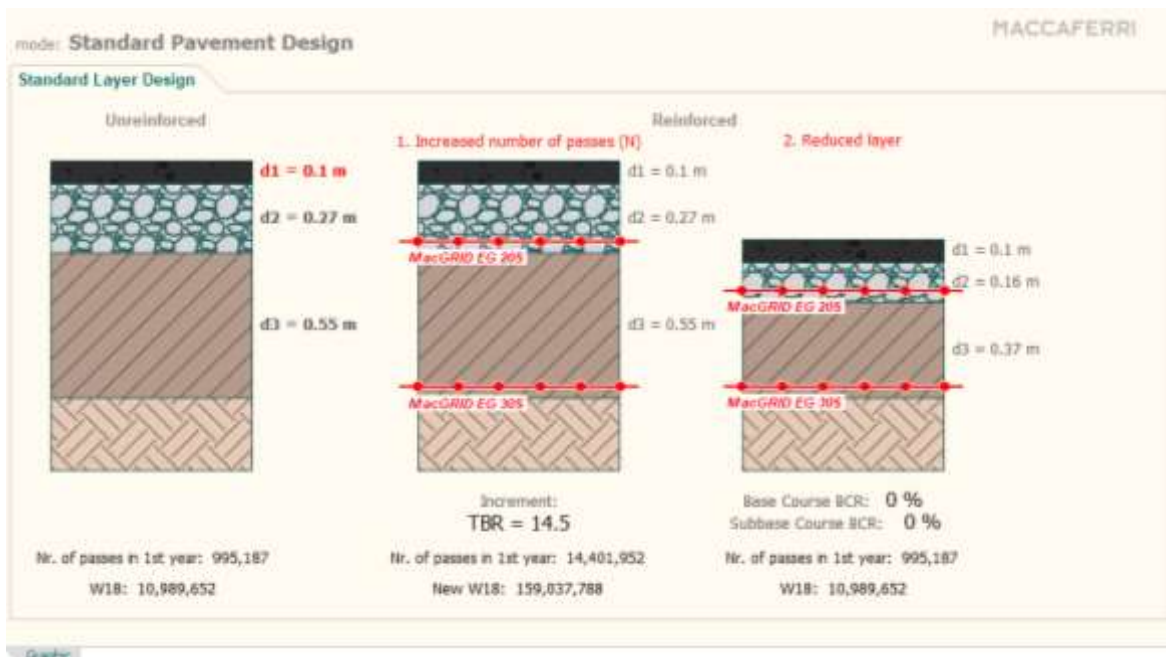 MACCAFERRI
mode: Standard Pavement Design
Standard Layer Design
Unreinforced
Reinforced
1. Increased number of passes (N)
2. Reduced layer
d1 = 0.1 m
d2 = 0.27 m
d3 = 0.55 m
d1 = 0.1 m
d2 = 0.27 m
MacGRID EG 20S
d3 = 0.55 m
MacGRID EG 30S
d1 = 0.1 m
d2 = 0.16 m
MacGRID EG 20S
d3 = 0.37 m
MacGRID EG 30S
Increment:
TBR = 14.5
Base Course BCR: 0 %
Subbase Course BCR: 0 %
Nr. of passes in 1st year: 995,187
W18: 10,989,652
Nr. of passes in 1st year: 14,401,952
New W18: 159,037,788
Nr. of passes in 1st year: 995,187
W18: 10,989,652